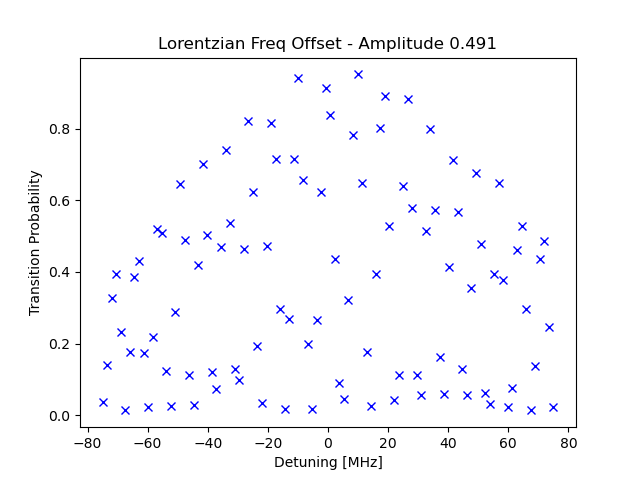 Lorentzian Freq Offset - Amplitude 0.491
Transition Probability
0.8
0.6
0.4
0.2
0.0
−80 −60 −40 −20 0 20 40 60 80
Detuning [MHz]